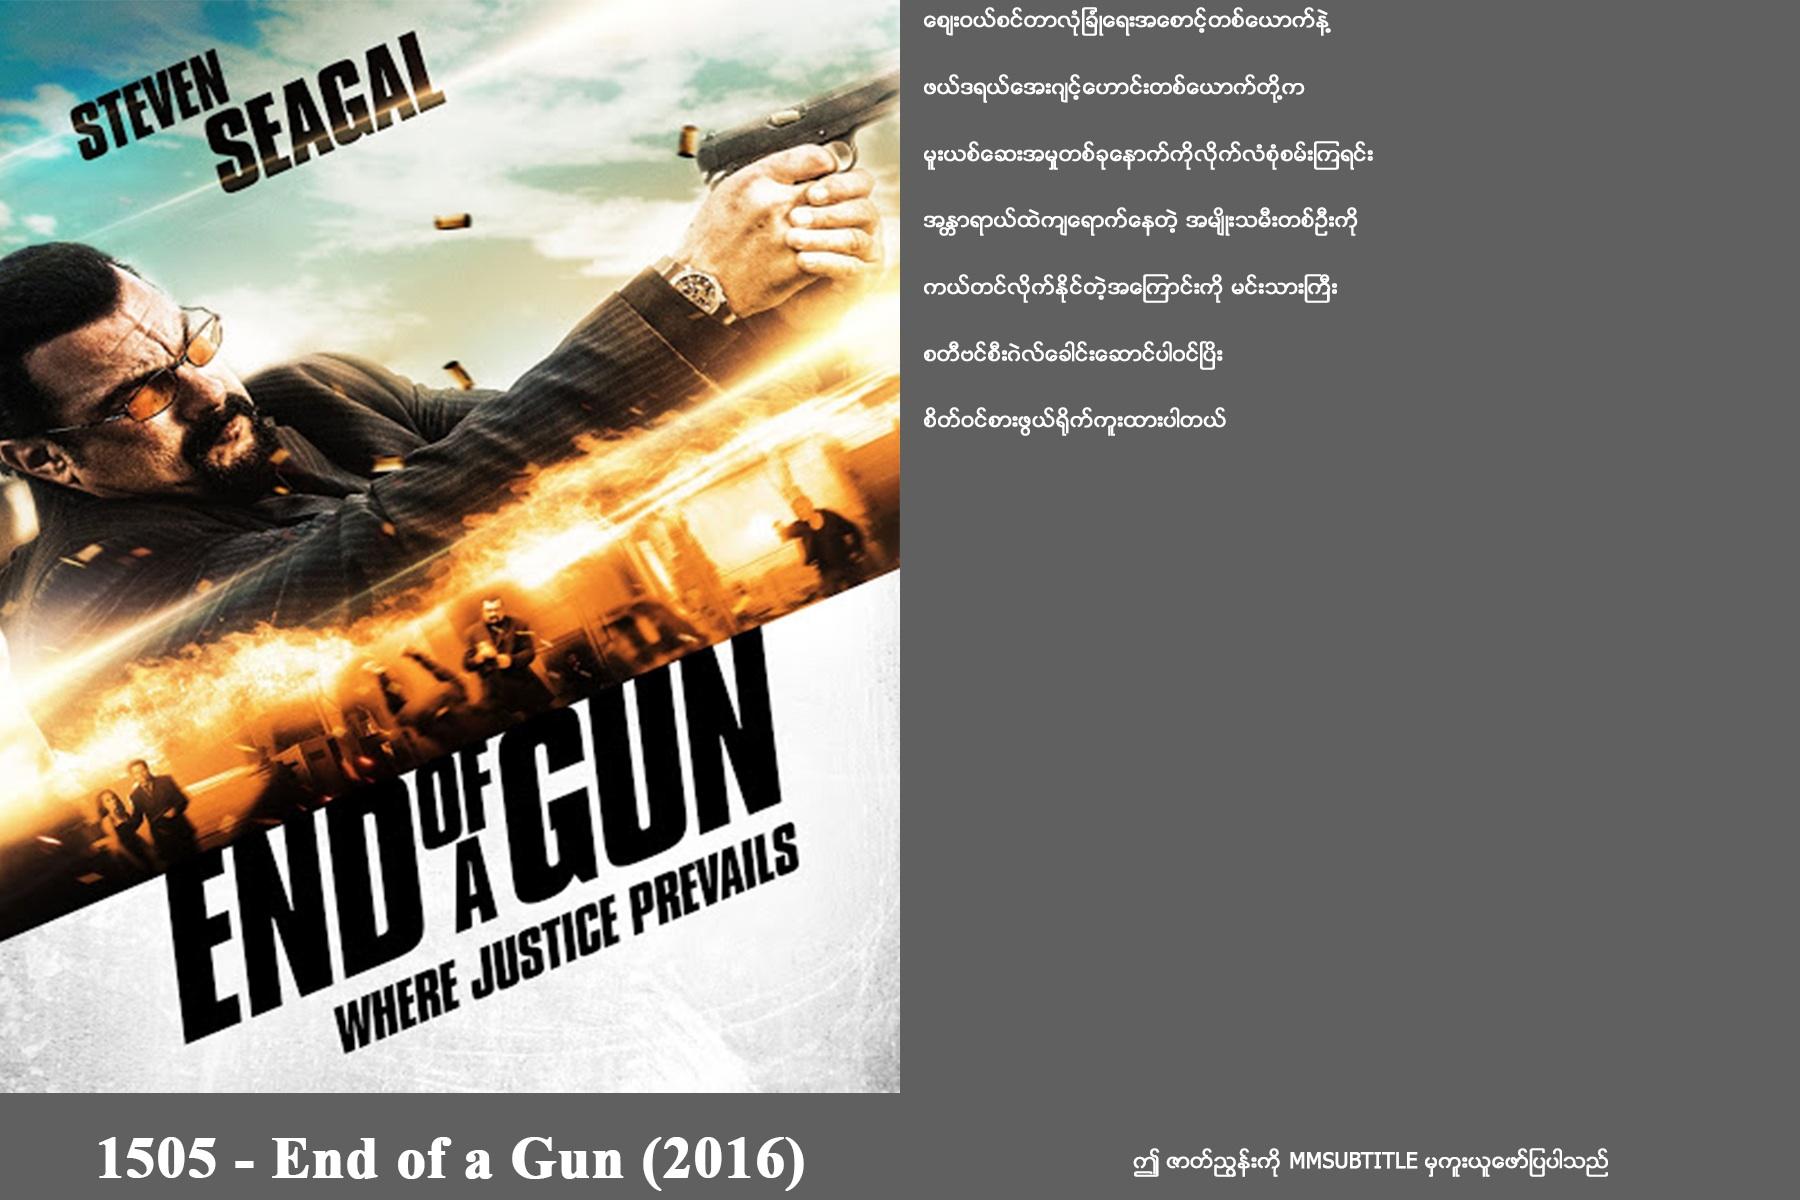 STEVEN
SEAGAL
END OF A GUN
WHERE JUSTICE PREVAILS
ဈေးဝယ်စင်တာလုံခြုံရေးအစောင့်တစ်ယောက်နဲ့
ဖယ်ဒရယ်အေးဂျင့်ဟောင်းတစ်ယောက်တို့က
မူးယစ်ဆေးအမှုတစ်ခုနောက်ကိုလိုက်လံစုံစမ်းကြရင်း
အန္တာရာယ်ထဲကျရောက်နေတဲ့ အမျိုးသမီးတစ်ဦးကို
ကယ်တင်လိုက်နိုင်တဲ့အကြောင်းကို မင်းသားကြီး
စတီဗင်စီးဂဲလ်ခေါင်းဆောင်ပါဝင်ပြီး
စိတ်ဝင်စားဖွယ်ရိုက်ကူးထားပါတယ်
1505 - End of a Gun (2016)
ဤ ဇာတ်ညွှန်းကို MMSUBTITLE မှကူးယူဖော်ပြပါသည်